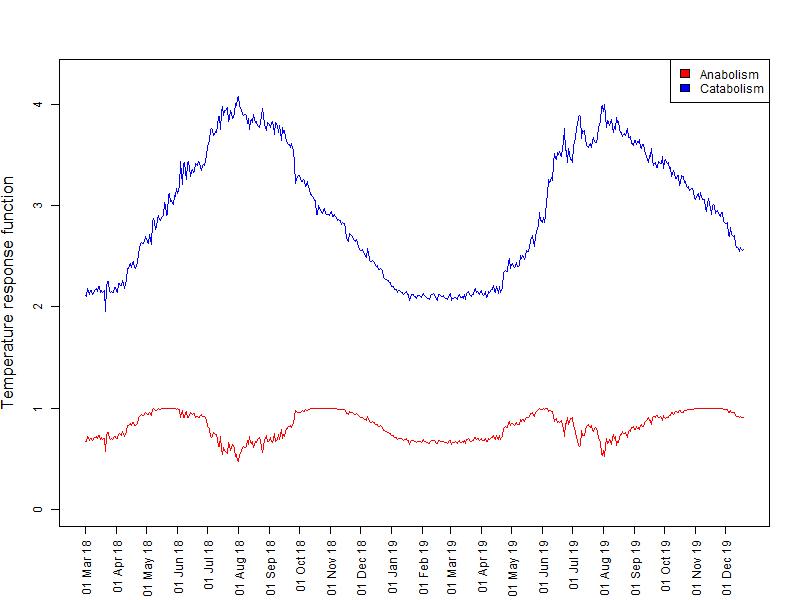 Anabolism
Catabolism
Temperature response function
4
3
2
1
0
01 Mar 18
01 Apr 18
01 May 18
01 Jun 18
01 Jul 18
01 Aug 18
01 Sep 18
01 Oct 18
01 Nov 18
01 Dec 18
01 Jan 19
01 Feb 19
01 Mar 19
01 Apr 19
01 May 19
01 Jun 19
01 Jul 19
01 Aug 19
01 Sep 19
01 Oct 19
01 Nov 19
01 Dec 19